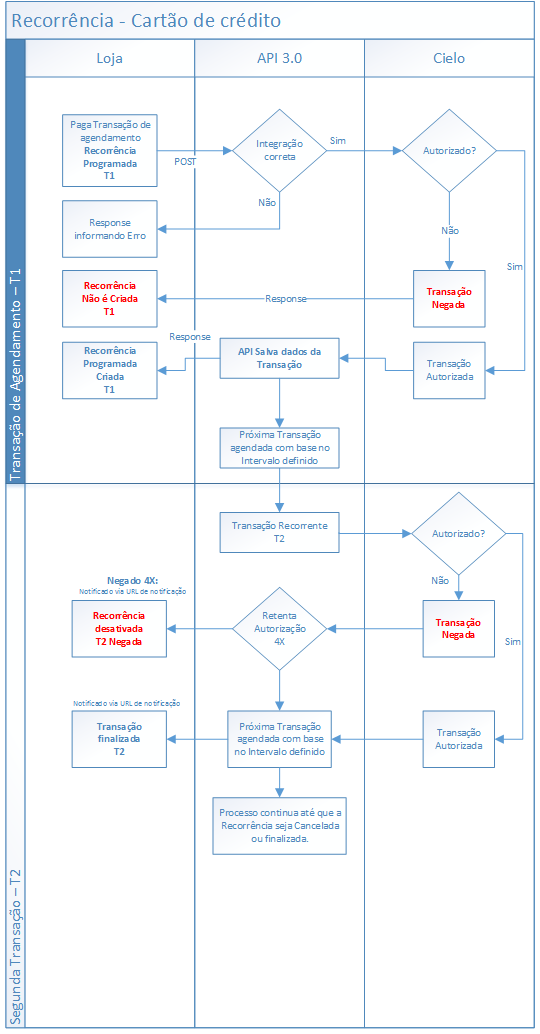 Recorrência - Cartão de crédito
Loja
API 3.0
Cielo
Transação de Agendamento – T1
Paga Transação de
agendamento
Recorrência
Programada
T1
POST
Integração
correta
Sim
Autorizado?
Não
Não
Sim
Response
informando Erro
Recorrência
Não é Criada
T1
Response
Transação
Negada
Response
Recorrência
Programada
Criada
T1
API Salva dados da
Transação
Transação
Autorizada
Próxima Transação
agendada com base no
Intervalo definido
Segunda Transação – T2
Transação Recorrente
T2
Autorizado?
Não
Sim
Negado 4X:
Notificado via URL de notificação
Recorrência
desativada
T2 Negada
Retenta
Autorização
4X
Transação
Negada
Notificado via URL de notificação
Transação
finalizada
T2
Próxima Transação
agendada com base
no Intervalo definido
Transação
Autorizada
Processo continua até que a
Recorrência seja Cancelada
ou finalizada.